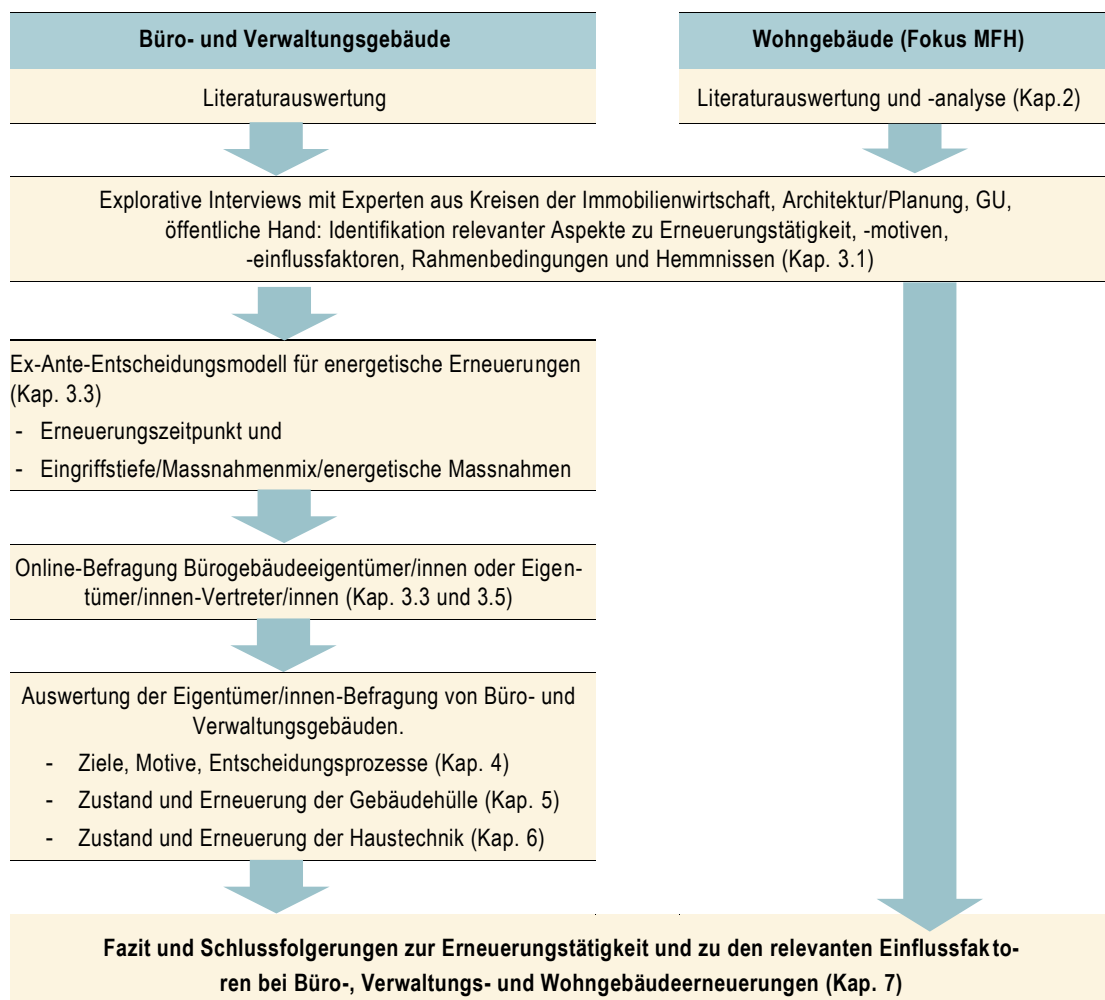 Büro- und Verwaltungsgebäude
Wohngebäude (Fokus MFH)
Literaturauswertung
Literaturauswertung und -analyse (Kap.2)
Explorative Interviews mit Experten aus Kreisen der Immobilienwirtschaft, Architektur/Planung, GU,
öffentliche Hand: Identifikation relevanter Aspekte zu Erneuerungstätigkeit, -motiven,
-einflussfaktoren, Rahmenbedingungen und Hemmnissen (Kap. 3.1)
Ex-Ante-Entscheidungsmodell für energetische Erneuerungen
(Kap. 3.3)
- Erneuerungszeitpunkt und
- Eingriffstiefe/Massnahmenmix/energetische Massnahmen
Online-Befragung Bürogebäudeeigentümer/innen oder Eigen-
tümer/innen-Vertreter/innen (Kap. 3.3 und 3.5)
Auswertung der Eigentümer/innen-Befragung von Büro- und
Verwaltungsgebäuden.
- Ziele, Motive, Entscheidungsprozesse (Kap. 4)
- Zustand und Erneuerung der Gebäudehülle (Kap. 5)
- Zustand und Erneuerung der Haustechnik (Kap. 6)
Fazit und Schlussfolgerungen zur Erneuerungstätigkeit und zu den relevanten Einflussfakto-
ren bei Büro-, Verwaltungs- und Wohngebäudeerneuerungen (Kap. 7)